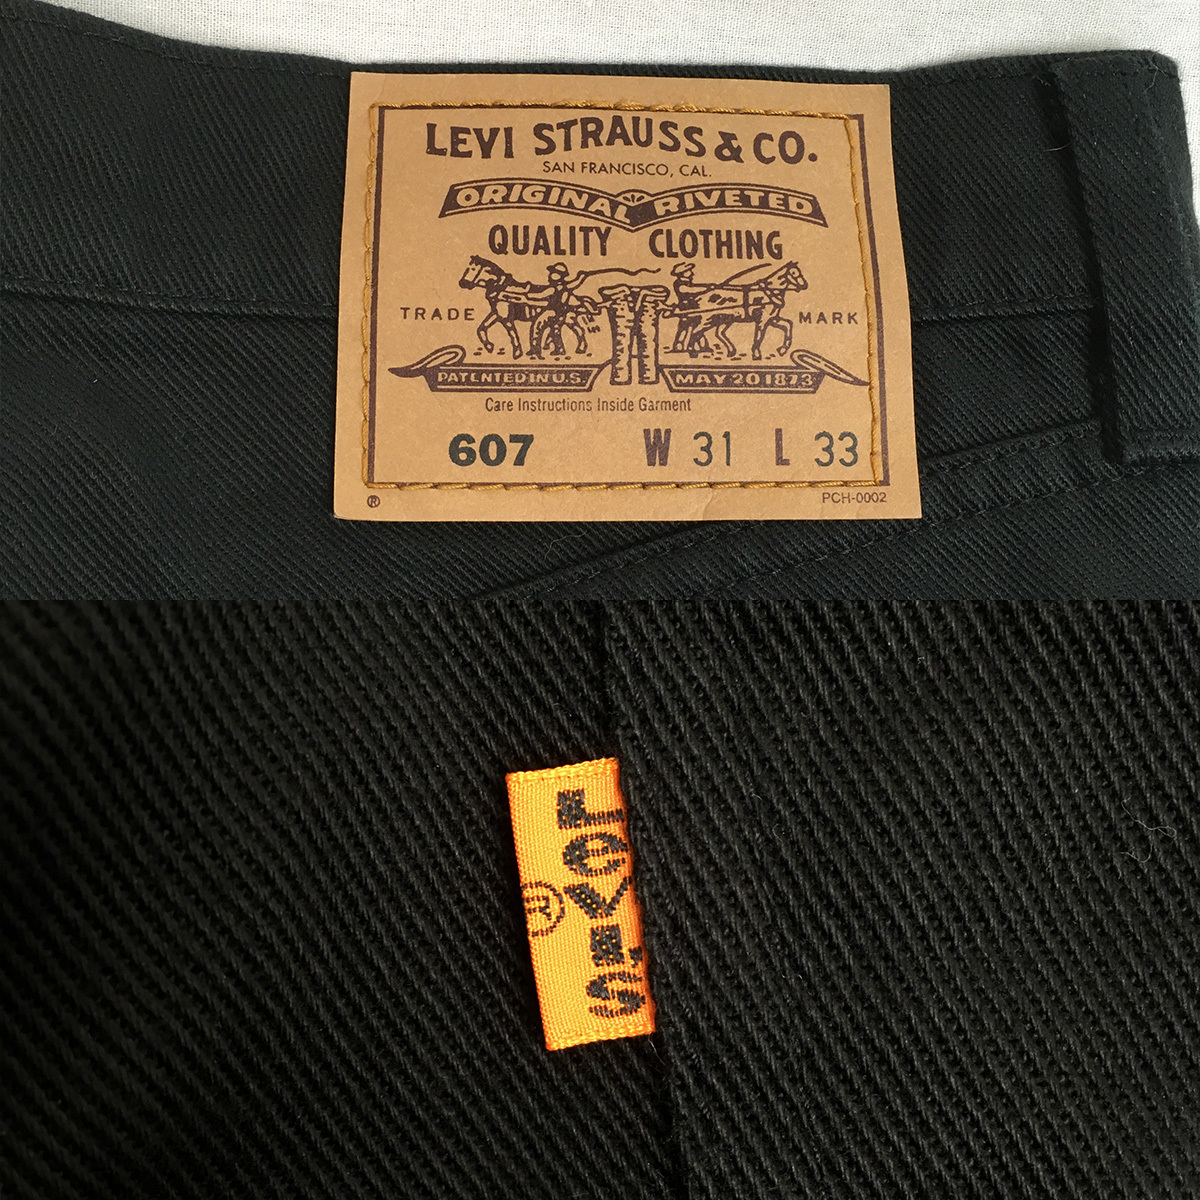 LEVI STRAUSS & CO.
SAN FRANCISCO, CAL.
ORIGINAL RIVETED
QUALITY CLOTHING
TRADE MARK
PATENTED IN U.S. MAY 20 1873
Care Instructions Inside Garment
607 W 31 L 33
® PCH-0002
LeVi's
®